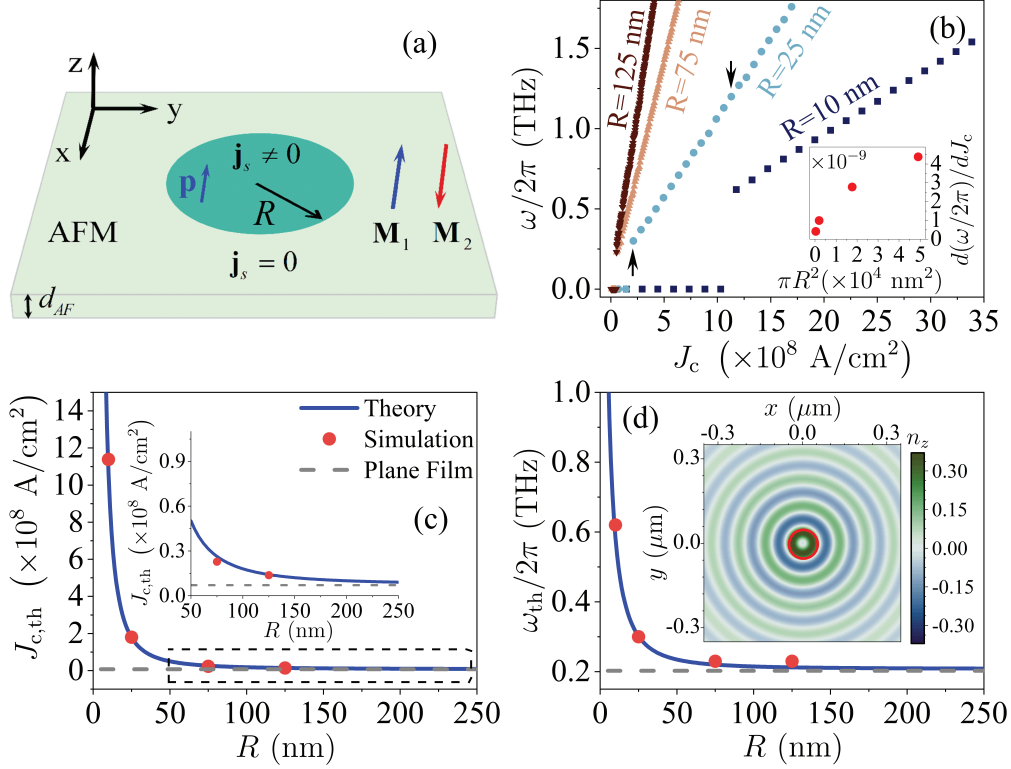 (a)
z
y
x
j_s ≠ 0
p
R
AFM
M_1 M_2
j_s = 0
d_AF
(b)
ω/2π (THz)
1.5
1.0
0.5
0.0
R=125 nm
R=75 nm
R=25 nm
R=10 nm
×10^-9
4
3
2
1
0
d(ω/2π)/dJ_c
0 1 2 3 4 5
πR^2(×10^4 nm^2)
0 5 10 15 20 25 30 35
J_c (×10^8 A/cm^2)
(c)
J_c,th (×10^8 A/cm^2)
14
12
10
8
6
4
2
0
Theory
Simulation
Plane Film
J_c,th (×10^8 A/cm^2)
0.9
0.6
0.3
0.0
50 100 150 200 250
R (nm)
0 50 100 150 200 250
R (nm)
(d)
ω_th/2π (THz)
1.0
0.8
0.6
0.4
0.2
x (μm)
-0.3 0.0 0.3
y (μm)
0.3
0.0
-0.3
n_z
0.30
0.15
0.00
-0.15
-0.30
0 50 100 150 200 250
R (nm)